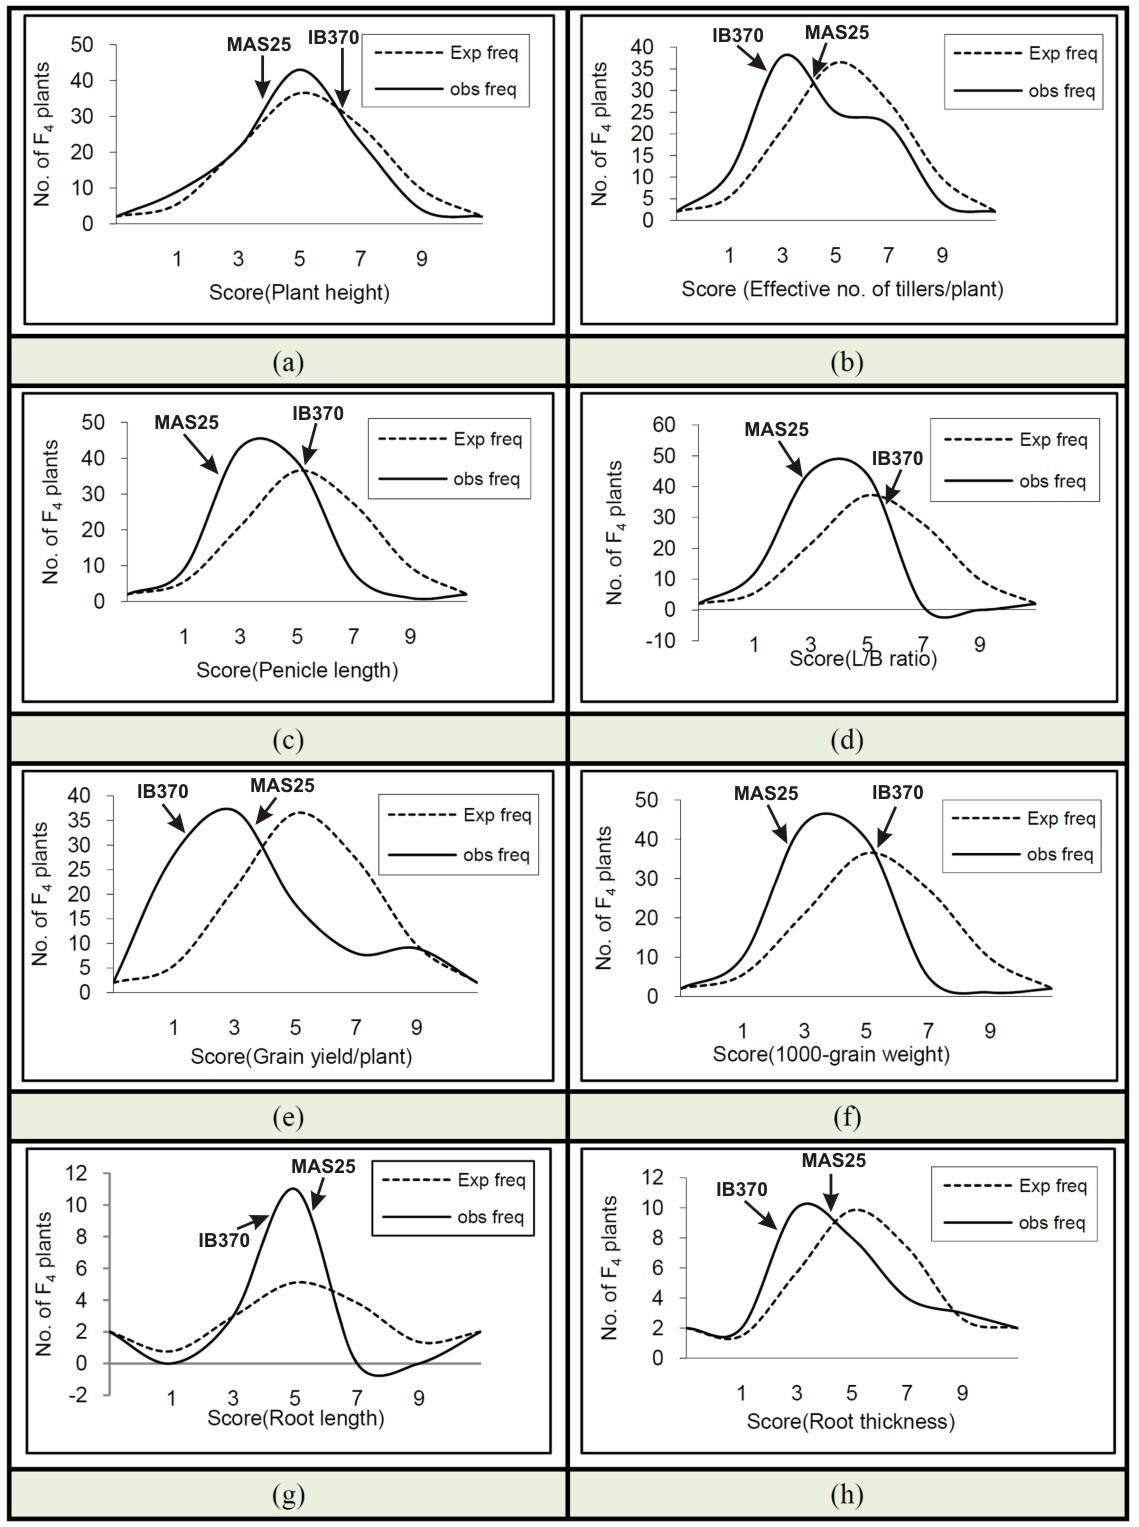 MAS25
IB370
Exp freq
obs freq
No. of F4 plants
50
40
30
20
10
0
1 3 5 7 9
Score(Plant height)
(a)
IB370
MAS25
Exp freq
obs freq
No. of F4 plants
40
35
30
25
20
15
10
5
0
1 3 5 7 9
Score (Effective no. of tillers/plant)
(b)
MAS25
IB370
Exp freq
obs freq
No. of F4 plants
50
40
30
20
10
0
1 3 5 7 9
Score(Penicle length)
(c)
MAS25
IB370
Exp freq
obs freq
No. of F4 plants
60
50
40
30
20
10
0
-10
1 3 5 7 9
Score(L/B ratio)
(d)
IB370
MAS25
Exp freq
obs freq
No. of F4 plants
40
35
30
25
20
15
10
5
0
1 3 5 7 9
Score(Grain yield/plant)
(e)
MAS25
IB370
Exp freq
obs freq
No. of F4 plants
50
40
30
20
10
0
1 3 5 7 9
Score(1000-grain weight)
(f)
MAS25
IB370
Exp freq
obs freq
No. of F4 plants
12
10
8
6
4
2
0
-2
1 3 5 7 9
Score(Root length)
(g)
MAS25
IB370
Exp freq
obs freq
No. of F4 plants
12
10
8
6
4
2
0
1 3 5 7 9
Score(Root thickness)
(h)